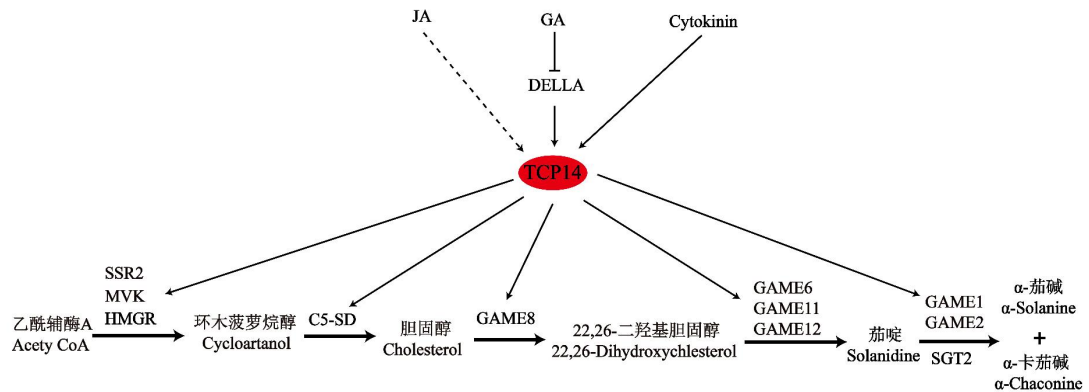 JA
GA
Cytokinin
DELLA
TCP14
SSR2
MVK
HMGR
乙酰辅酶A
Acety CoA
环木菠萝烷醇
Cycloartanol
C5-SD
胆固醇
Cholesterol
GAME8
22,26-二羟基胆固醇
22,26-Dihydroxychlesterol
GAME6
GAME11
GAME12
茄啶
Solanidine
GAME1
GAME2
SGT2
α-茄碱
α-Solanine
+
α-卡茄碱
α-Chaconine